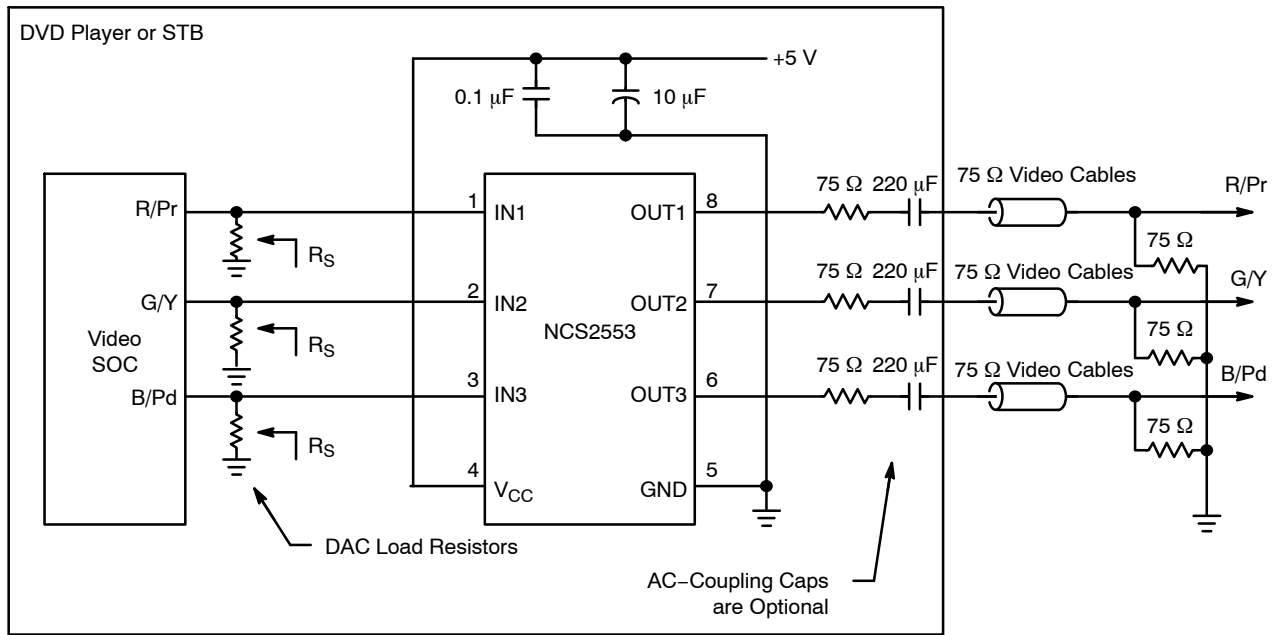 DVD Player or STB
+5 V
0.1 μF
10 μF
75 Ω 220 μF
75 Ω Video Cables
R/Pr
R/Pr
1
IN1
OUT1
8
75 Ω
RS
75 Ω 220 μF
75 Ω Video Cables
G/Y
G/Y
2
IN2
OUT2
7
NCS2553
Video
SOC
RS
75 Ω
75 Ω 220 μF
75 Ω Video Cables
B/Pd
B/Pd
3
IN3
OUT3
6
RS
75 Ω
4
VCC
GND
5
DAC Load Resistors
AC−Coupling Caps
are Optional